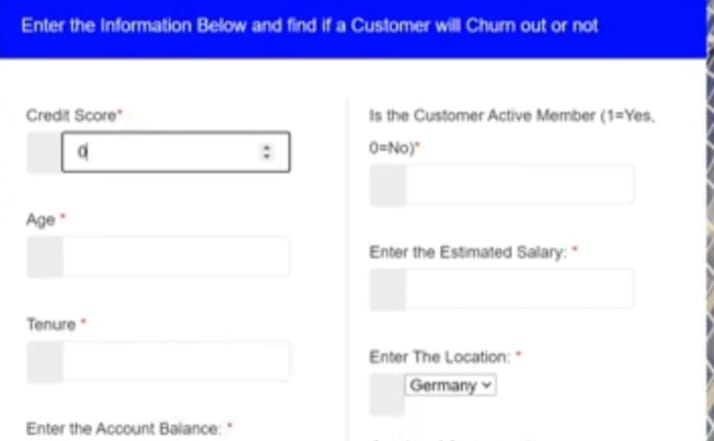 Enter the Information Below and find if a Customer will Churn out or not
Credit Score*
0
Age *
Tenure *
Enter the Account Balance: *
Is the Customer Active Member (1=Yes,
0=No)*
Enter the Estimated Salary: *
Enter The Location: *
Germany